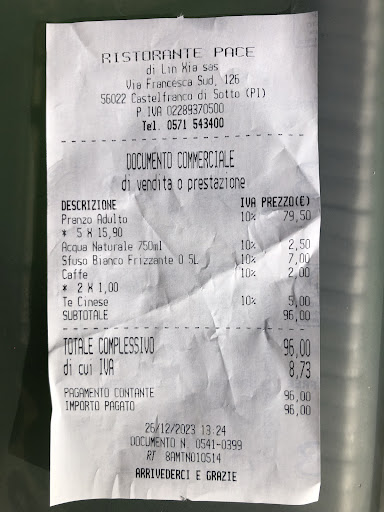 RISTORANTE PACE
di Lin Xia sas
Via Francesca Sud, 126
56022 Castelfranco di Sotto (PI)
P IVA 02289370500
Tel. 0571 543400
DOCUMENTO COMMERCIALE
di vendita o prestazione
DESCRIZIONE IVA PREZZO(€)
Pranzo Adulto 10% 79,50
* 5 X 15,90
Acqua Naturale 750ml 10% 2,50
Sfuso Bianco Frizzante 0 5L 10% 7,00
Caffe 10% 2,00
* 2 X 1,00
Te Cinese 10% 5,00
SUBTOTALE 96,00
TOTALE COMPLESSIVO 96,00
di cui IVA 8,73
PAGAMENTO CONTANTE 96,00
IMPORTO PAGATO 96,00
26/12/2023 13:24
DOCUMENTO N. 0541-0399
RT 8AMTN010514
ARRIVEDERCI E GRAZIE